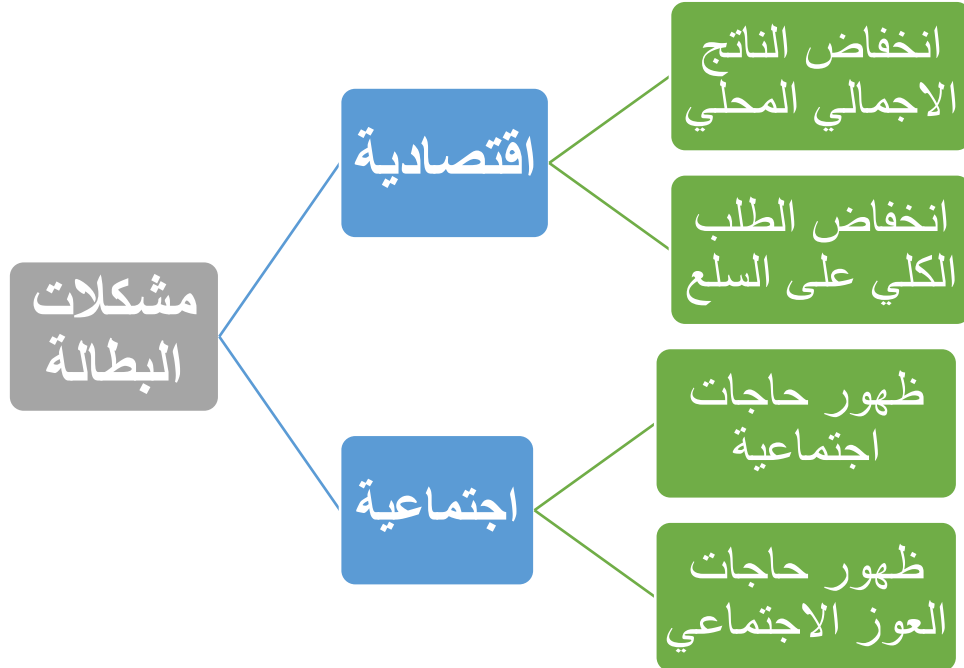 مشكلات
البطالة
اقتصادية
انخفاض الناتج
الاجمالي المحلي
انخفاض الطلب
الكلي على السلع
اجتماعية
ظهور حاجات
اجتماعية
ظهور حاجات
العوز الاجتماعي